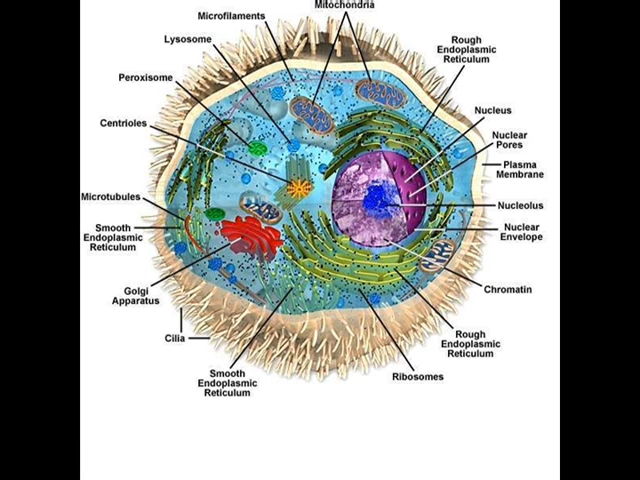 Mitochondria
Microfilaments
Lysosome
Rough
Endoplasmic
Reticulum
Peroxisome
Nucleus
Centrioles
Nuclear
Pores
Plasma
Membrane
Microtubules
Nucleolus
Smooth
Endoplasmic
Reticulum
Nuclear
Envelope
Golgi
Apparatus
Chromatin
Cilia
Rough
Endoplasmic
Reticulum
Smooth
Endoplasmic
Reticulum
Ribosomes